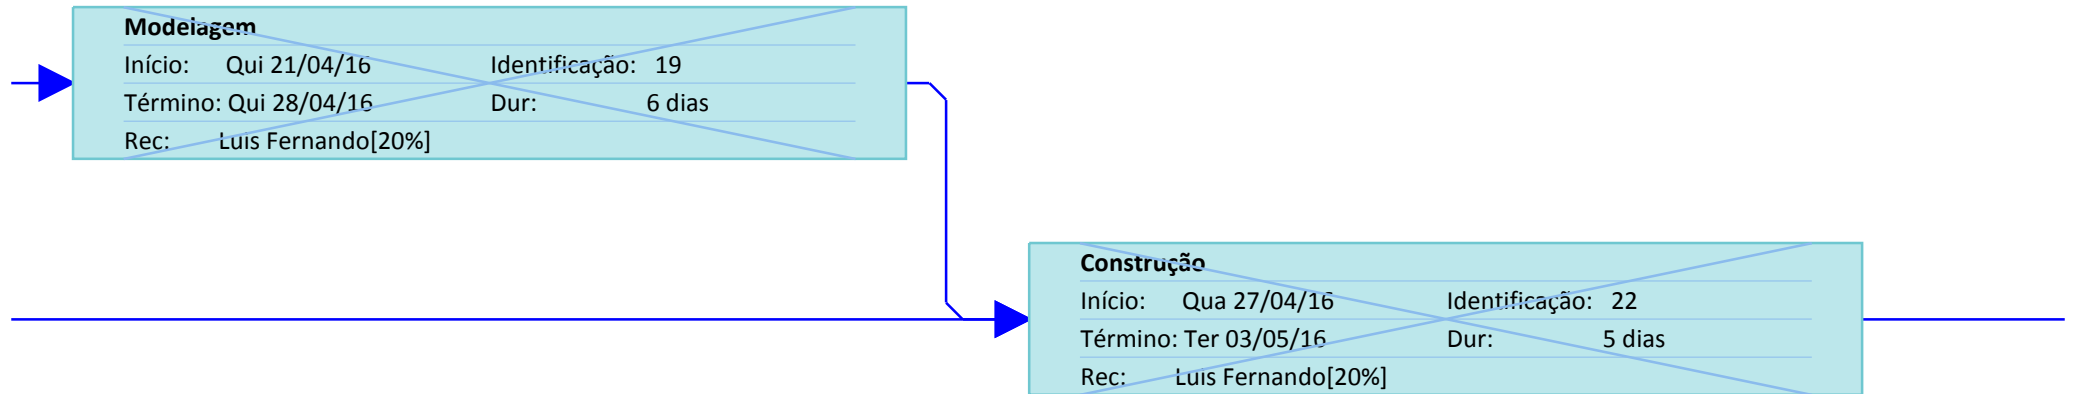 Modelagem
Início: Qui 21/04/16 Identificação: 19
Término: Qui 28/04/16 Dur: 6 dias
Rec: Luis Fernando[20%]
Construção
Início: Qua 27/04/16 Identificação: 22
Término: Ter 03/05/16 Dur: 5 dias
Rec: Luis Fernando[20%]